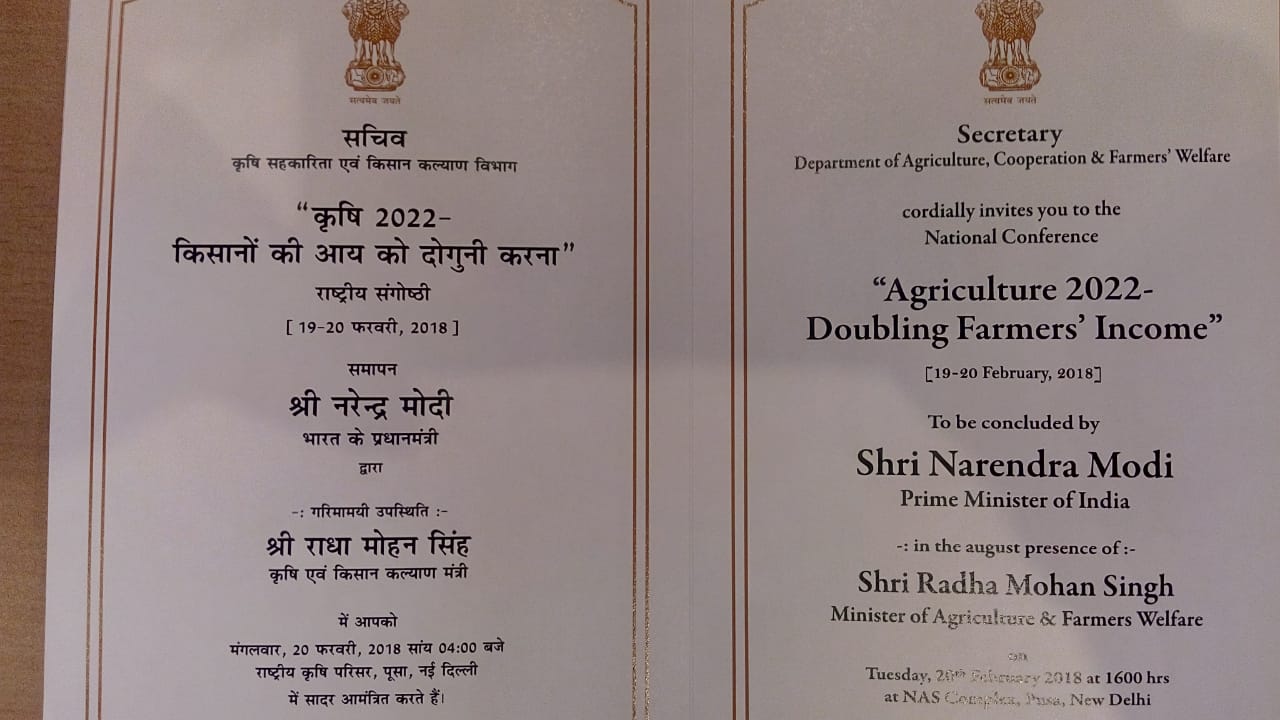 सत्यमेव जयते
सचिव
कृषि सहकारिता एवं किसान कल्याण विभाग
“कृषि 2022-
किसानों की आय को दोगुनी करना”
राष्ट्रीय संगोष्ठी
[ 19-20 फरवरी, 2018 ]
समापन
श्री नरेन्द्र मोदी
भारत के प्रधानमंत्री
द्वारा
-: गरिमामयी उपस्थिति :-
श्री राधा मोहन सिंह
कृषि एवं किसान कल्याण मंत्री
में आपको
मंगलवार, 20 फरवरी, 2018 सांय 04:00 बजे
राष्ट्रीय कृषि परिसर, पूसा, नई दिल्ली
में सादर आमंत्रित करते हैं।
सत्यमेव जयते
Secretary
Department of Agriculture, Cooperation & Farmers’ Welfare
cordially invites you to the
National Conference
“Agriculture 2022-
Doubling Farmers’ Income”
[19-20 February, 2018]
To be concluded by
Shri Narendra Modi
Prime Minister of India
-: in the august presence of :-
Shri Radha Mohan Singh
Minister of Agriculture & Farmers Welfare
on
Tuesday, 20th February 2018 at 1600 hrs
at NAS Complex, Pusa, New Delhi